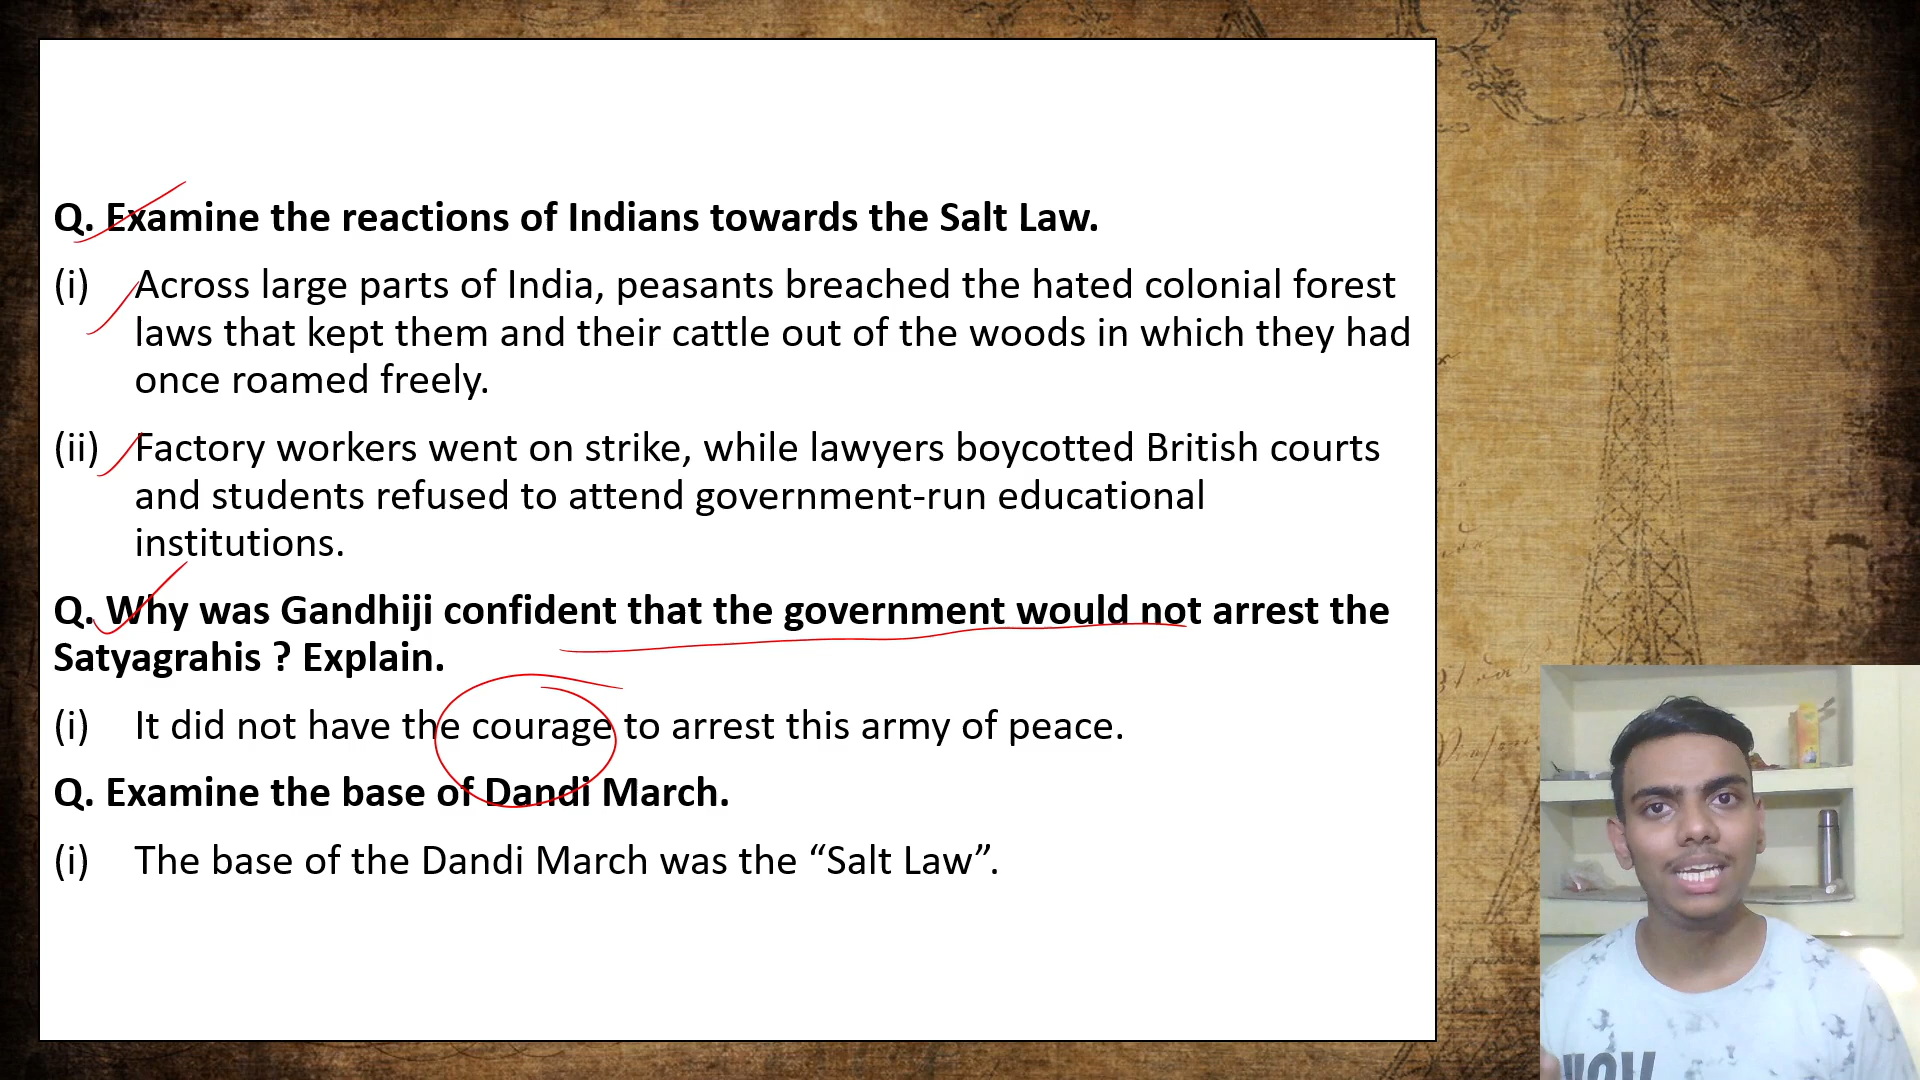 Q. Examine the reactions of Indians towards the Salt Law.
(i) Across large parts of India, peasants breached the hated colonial forest
laws that kept them and their cattle out of the woods in which they had
once roamed freely.
(ii) Factory workers went on strike, while lawyers boycotted British courts
and students refused to attend government-run educational
institutions.
Q. Why was Gandhiji confident that the government would not arrest the
Satyagrahis ? Explain.
(i) It did not have the courage to arrest this army of peace.
Q. Examine the base of Dandi March.
(i) The base of the Dandi March was the “Salt Law”.